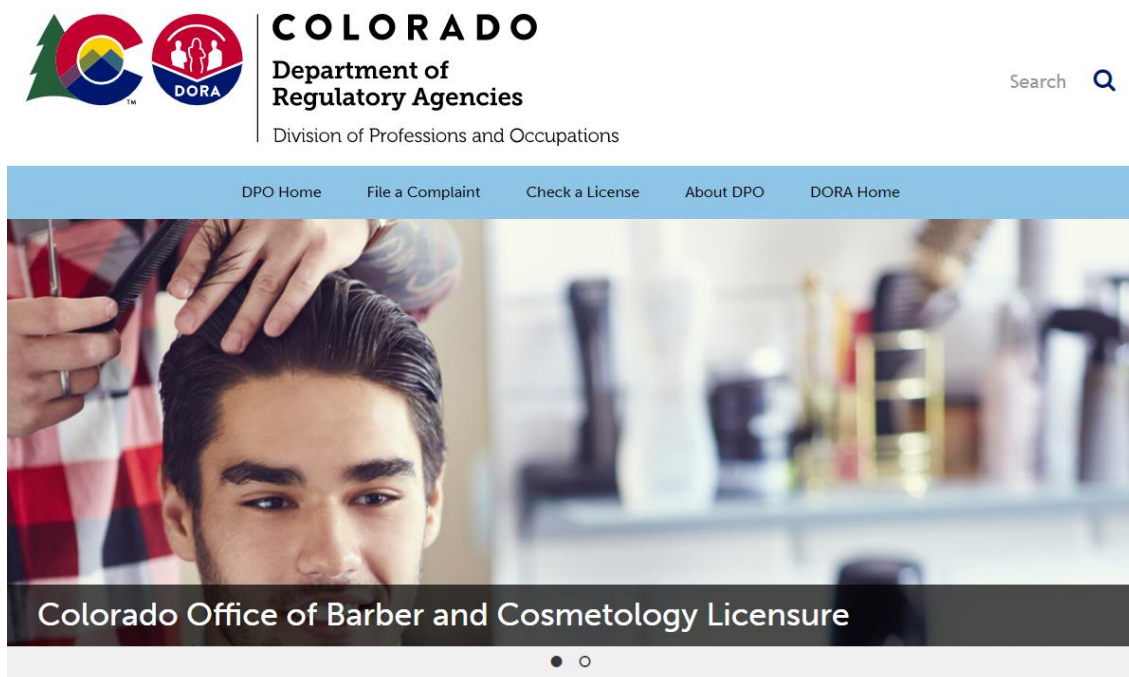 DORA
TM
COLORADO
Department of
Regulatory Agencies
Division of Professions and Occupations
Search
DPO Home File a Complaint Check a License About DPO DORA Home
Colorado Office of Barber and Cosmetology Licensure